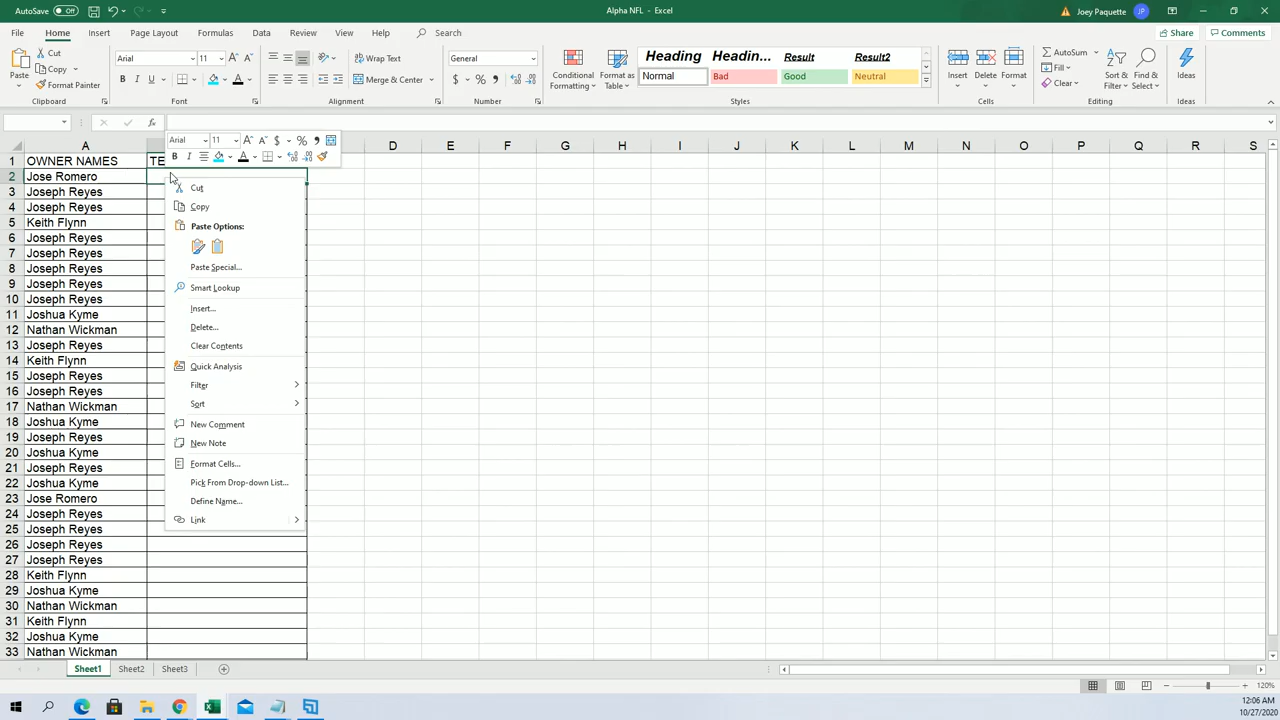 AutoSave Off Alpha NFL - Excel Joey Paquette JP
File Home Insert Page Layout Formulas Data Review View Help Search Share Comments
Paste Cut Copy Format Painter Clipboard
Arial 11 A A B I U A Font
Wrap Text Merge & Center Alignment
General $ % , Number
Conditional Formatting Format as Table
Heading Headin... Result Result2
Normal Bad Good Neutral
Styles
Insert Delete Format Cells
AutoSum Fill Clear Sort & Filter Find & Select Editing
Ideas Ideas
fx
Arial 11 A A $ % ,
B I A
A D E F G H I J K L M N O P Q R S
1 OWNER NAMES TE
2 Jose Romero
3 Joseph Reyes
4 Joseph Reyes
5 Keith Flynn
6 Joseph Reyes
7 Joseph Reyes
8 Joseph Reyes
9 Joseph Reyes
10 Joseph Reyes
11 Joshua Kyme
12 Nathan Wickman
13 Joseph Reyes
14 Keith Flynn
15 Joseph Reyes
16 Joseph Reyes
17 Nathan Wickman
18 Joshua Kyme
19 Joseph Reyes
20 Joshua Kyme
21 Joseph Reyes
22 Joshua Kyme
23 Jose Romero
24 Joseph Reyes
25 Joseph Reyes
26 Joseph Reyes
27 Joseph Reyes
28 Keith Flynn
29 Joshua Kyme
30 Nathan Wickman
31 Keith Flynn
32 Joshua Kyme
33 Nathan Wickman
Cut
Copy
Paste Options:
Paste Special...
Smart Lookup
Insert...
Delete...
Clear Contents
Quick Analysis
Filter
Sort
New Comment
New Note
Format Cells...
Pick From Drop-down List...
Define Name...
Link
Sheet1 Sheet2 Sheet3
120%
12:06 AM
10/27/2020